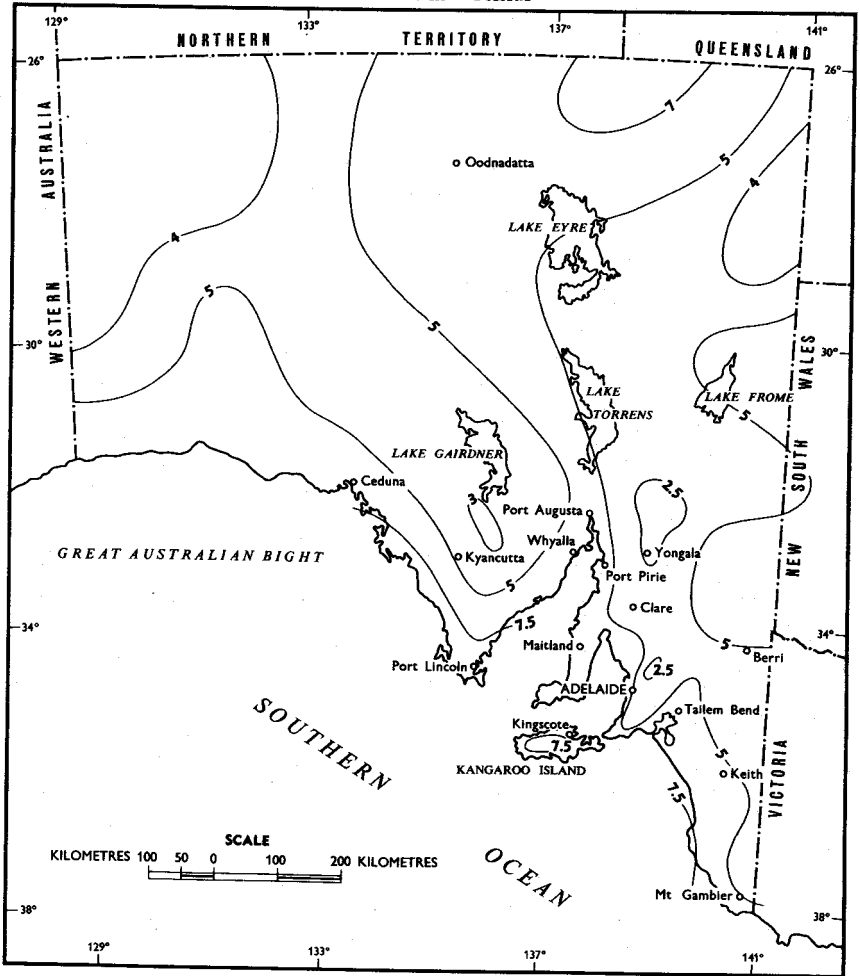 129°
133°
137°
141°
NORTHERN TERRITORY QUEENSLAND
26°
26°
WESTERN AUSTRALIA
7
5
4
Oodnadatta
LAKE EYRE
4
5
5
30°
30°
LAKE
TORRENS
LAKE FROME
5
NEW SOUTH WALES
LAKE GAIRDNER
3
2.5
Ceduna
Port Augusta
GREAT AUSTRALIAN BIGHT
Whyalla
Kyancutta
Yongala
Port Pirie
5
Clare
7.5
34°
34°
Maitland
5
Berri
Port Lincoln
2.5
ADELAIDE
Tailem Bend
Kingscote
7.5
KANGAROO ISLAND
5
Keith
7.5
VICTORIA
SOUTHERN
OCEAN
SCALE
KILOMETRES 100 50 0 100 200 KILOMETRES
Mt Gambier
38°
38°
129°
133°
137°
141°